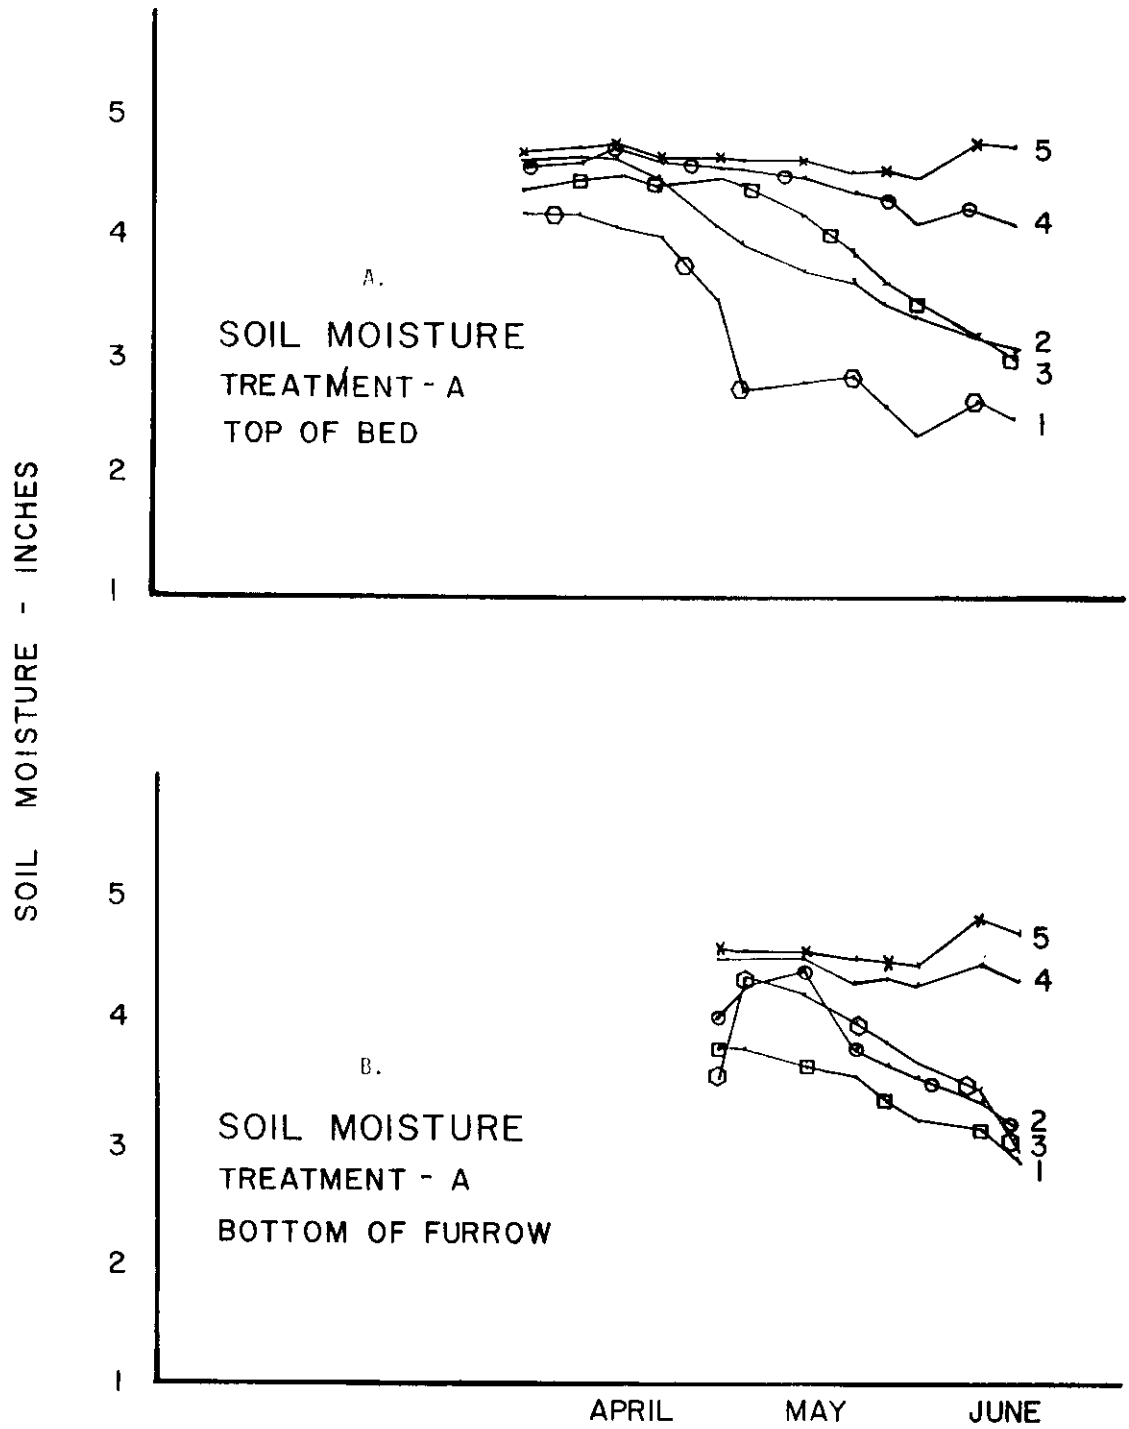 SOIL MOISTURE - INCHES
5
4
3
2
1
A.
SOIL MOISTURE
TREATMENT - A
TOP OF BED
5
4
2
3
1
5
4
3
2
1
B.
SOIL MOISTURE
TREATMENT - A
BOTTOM OF FURROW
5
4
2
3
1
APRIL MAY JUNE